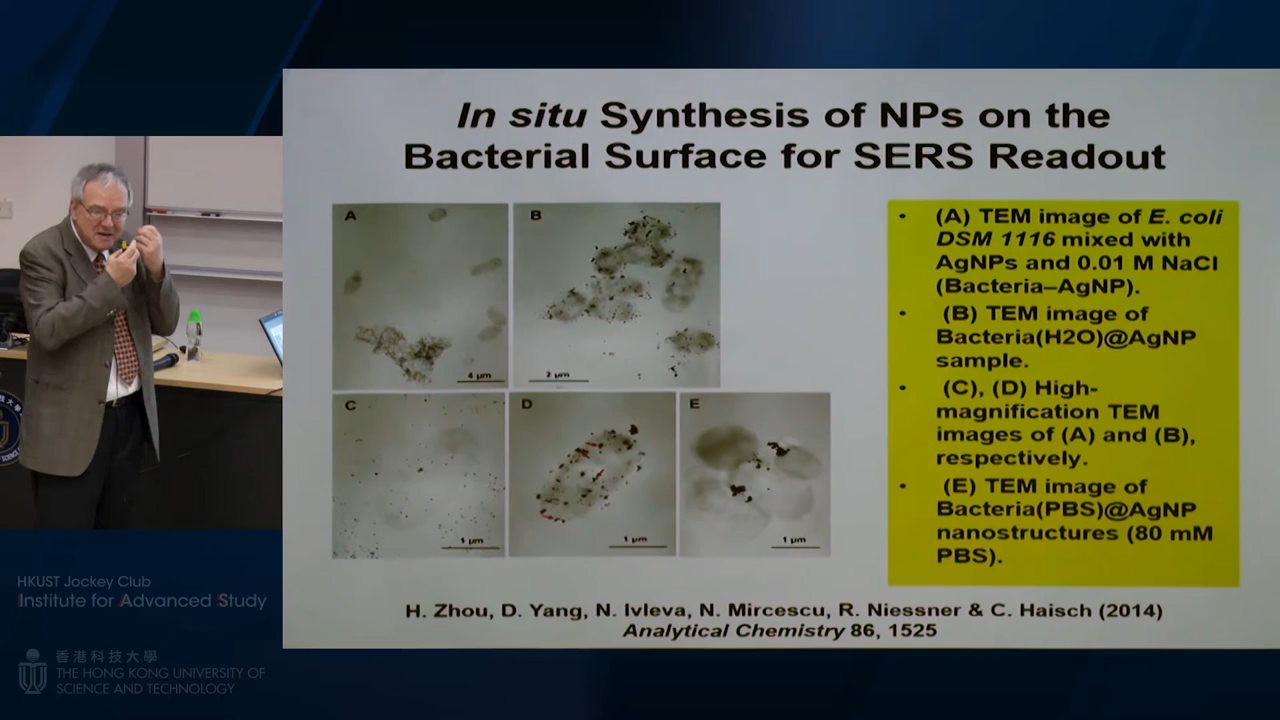 In situ Synthesis of NPs on the
Bacterial Surface for SERS Readout
A
B
4 µm
2 µm
C
D
E
1 µm
1 µm
1 µm
• (A) TEM image of E. coli
DSM 1116 mixed with
AgNPs and 0.01 M NaCl
(Bacteria–AgNP).
• (B) TEM image of
Bacteria(H2O)@AgNP
sample.
• (C), (D) High-
magnification TEM
images of (A) and (B),
respectively.
• (E) TEM image of
Bacteria(PBS)@AgNP
nanostructures (80 mM
PBS).
H. Zhou, D. Yang, N. Ivleva, N. Mircescu, R. Niessner & C. Haisch (2014)
Analytical Chemistry 86, 1525
HKUST Jockey Club
Institute for Advanced Study
香港科技大學
THE HONG KONG UNIVERSITY OF
SCIENCE AND TECHNOLOGY